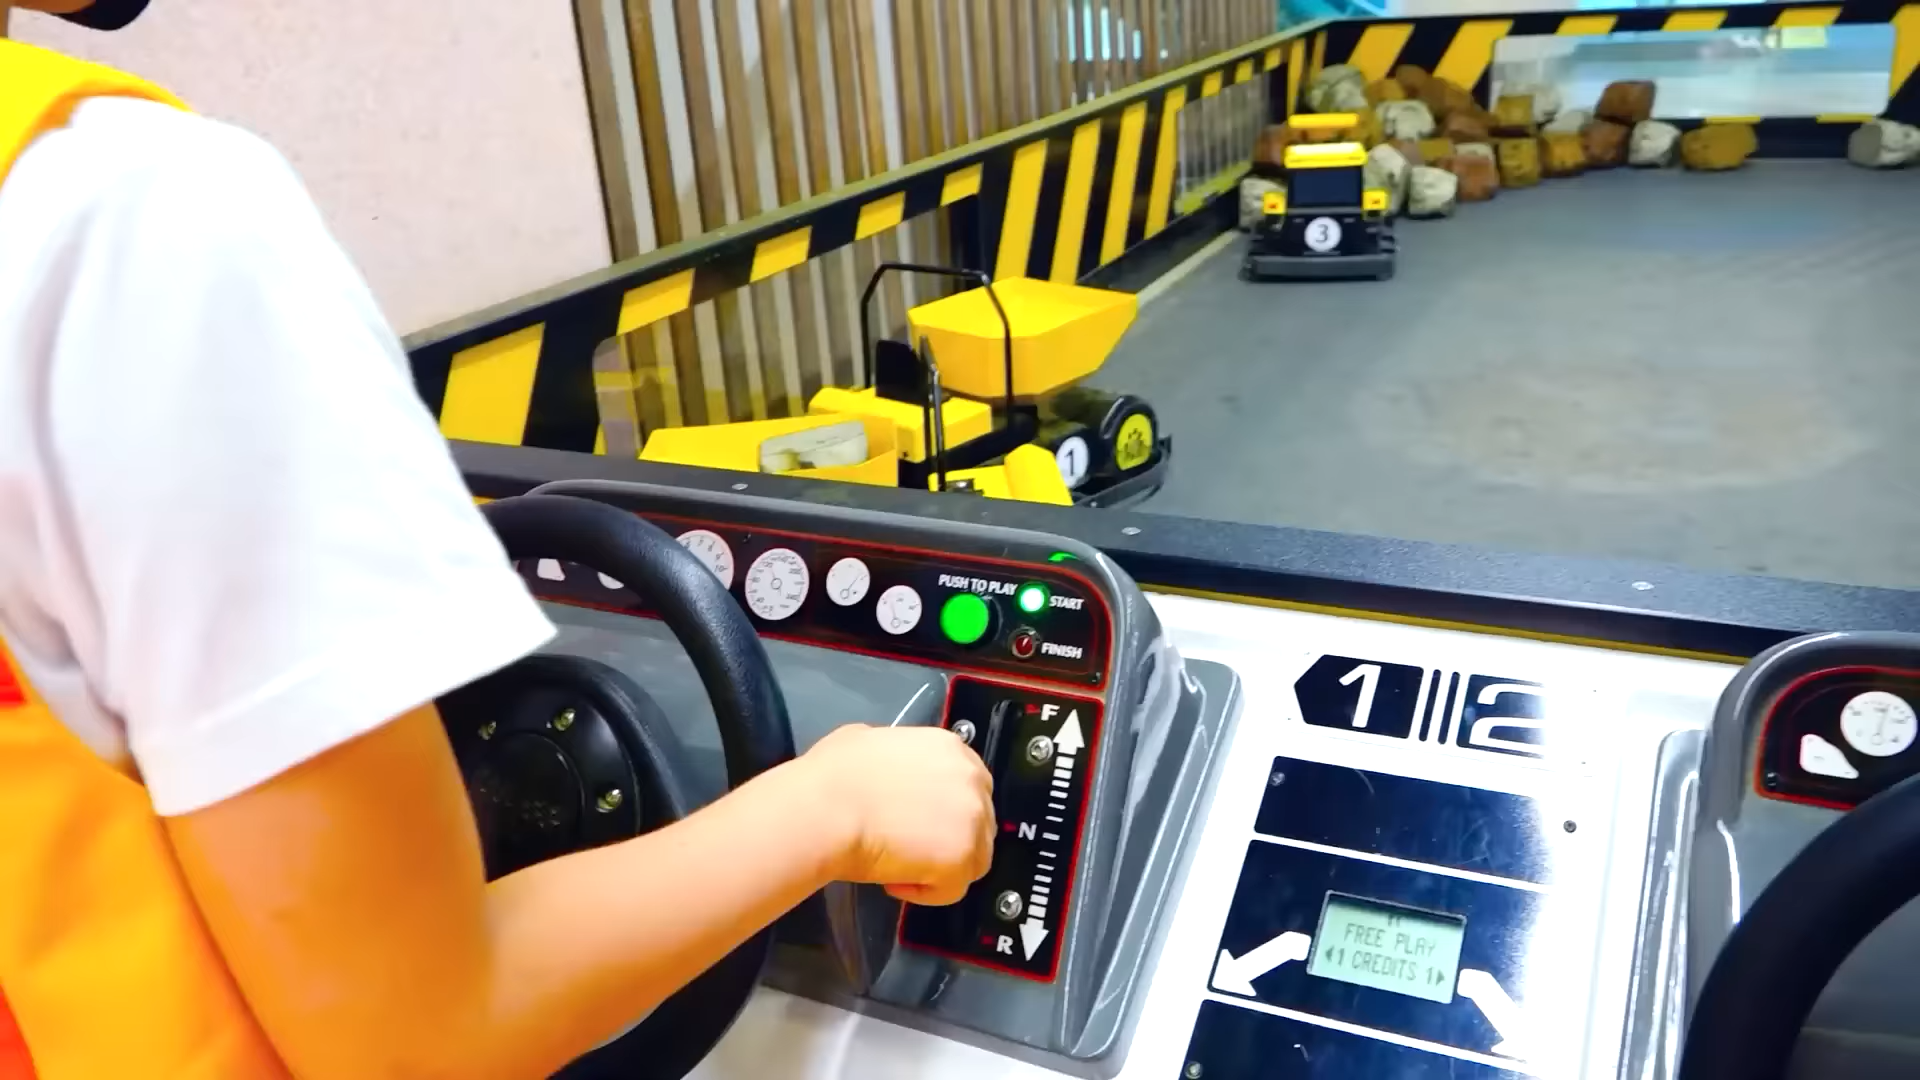 3
1
PUSH TO PLAY
START
FINISH
F
N
R
1 2
FREE PLAY
1 CREDITS 1